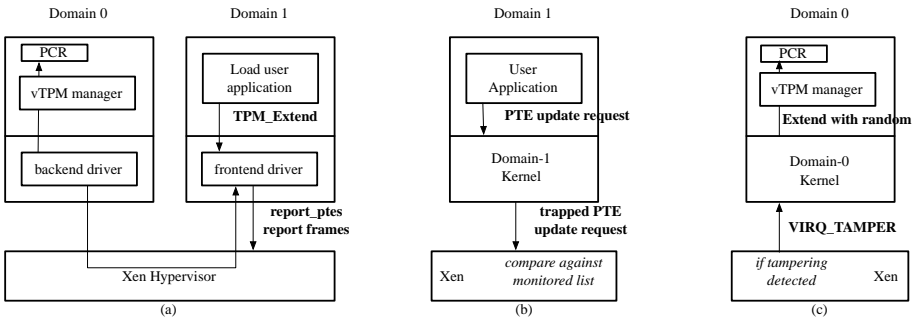 Domain 0
Domain 1
PCR
vTPM manager
Load user
application
TPM_Extend
backend driver
frontend driver
report_ptes
report frames
Xen Hypervisor
(a)
Domain 1
User
Application
PTE update request
Domain-1
Kernel
trapped PTE
update request
Xen
compare against
monitored list
(b)
Domain 0
PCR
vTPM manager
Extend with random
Domain-0
Kernel
VIRQ_TAMPER
if tampering
detected
Xen
(c)